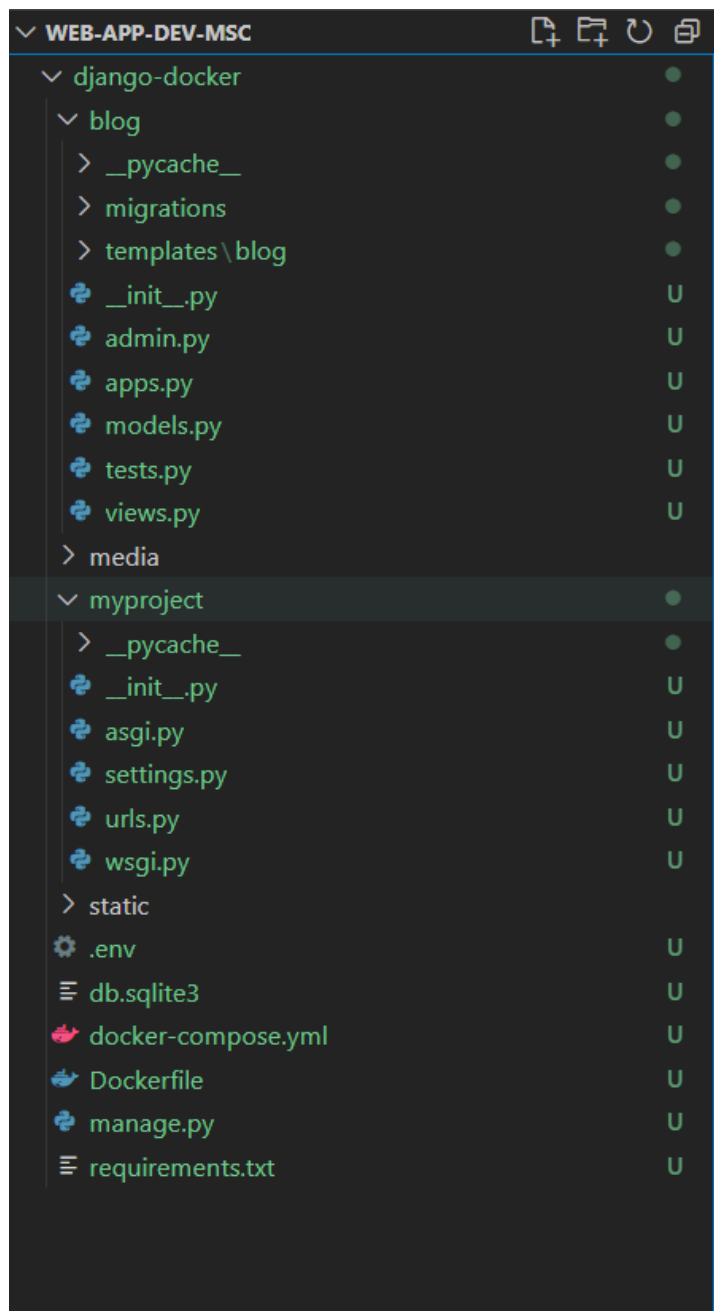 WEB-APP-DEV-MSC
django-docker
blog
__pycache__
migrations
templates\blog
__init__.py U
admin.py U
apps.py U
models.py U
tests.py U
views.py U
media
myproject
__pycache__
__init__.py U
asgi.py U
settings.py U
urls.py U
wsgi.py U
static
.env U
db.sqlite3 U
docker-compose.yml U
Dockerfile U
manage.py U
requirements.txt U